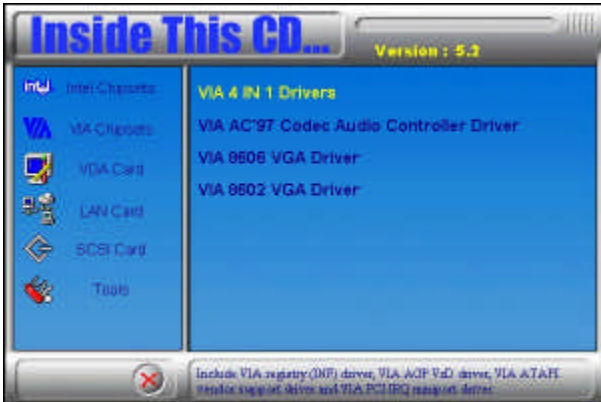 Inside This CD...
Version : 5.2
intel
Intel Chipsets
VIA
VIA Chipsets
VGA Card
LAN Card
SCSI Card
Tools
VIA 4 IN 1 Drivers
VIA AC'97 Codec Audio Controller Driver
VIA 8606 VGA Driver
VIA 8602 VGA Driver
Include VIA registry (INF) driver, VIA AGP VxD driver, VIA ATAPI
vendor support driver and VIA PCI IRQ miniport driver